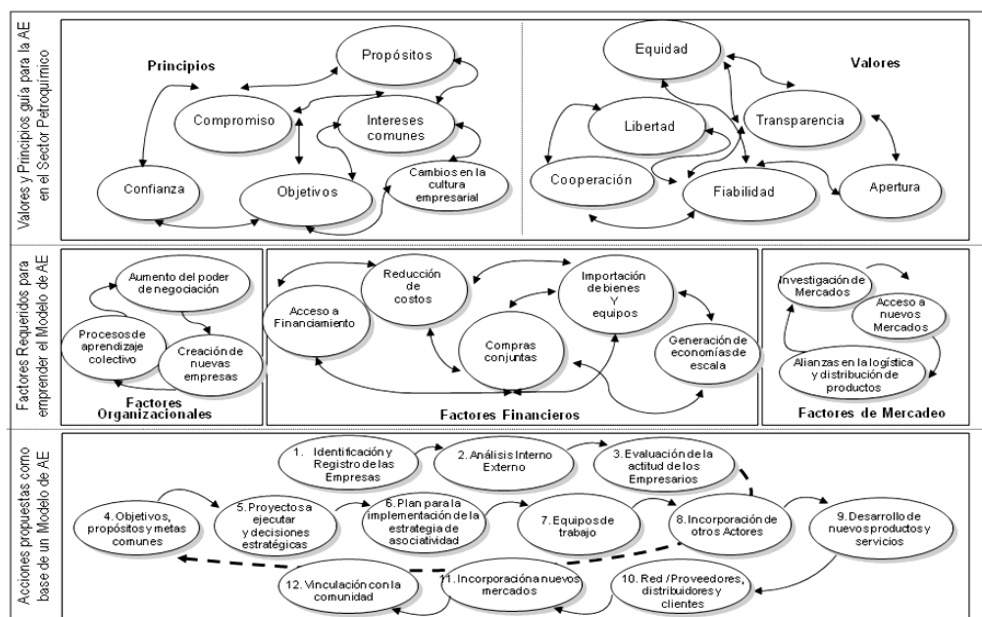 Valores y Principios guía para la AE
en el Sector Petroquímico
Principios
Propósitos
Compromiso
Intereses
comunes
Confianza
Objetivos
Cambios en la
cultura
empresarial
Valores
Equidad
Libertad
Transparencia
Cooperación
Fiabilidad
Apertura
Factores Requeridos para
emprender el Modelo de AE
Aumento del poder
de negociación
Procesos de
aprendizaje
colectivo
Creación de
nuevas
empresas
Factores
Organizacionales
Reducción
de
costos
Acceso a
Financiamiento
Importación
de bienes
Y
equipos
Compras
conjuntas
Generación de
economías de
escala
Factores Financieros
Investigación de
Mercados
Acceso a
nuevos
Mercados
Alianzas en la logística
y distribución de
productos
Factores de Mercadeo
Acciones propuestas como
base de un Modelo de AE
1. Identificación y
Registro de las
Empresas
2. Análisis Interno
Externo
3. Evaluación de la
actitud de los
Empresarios
4. Objetivos,
propósitos y metas
comunes
5. Proyectos a
ejecutar
y decisiones
estratégicas
6. Plan para la
implementación de la
estrategia de
asociatividad
7. Equipos de
trabajo
8. Incorporación de
otros Actores
9. Desarrollo de
nuevos productos y
servicios
12. Vinculación con la
comunidad
11. Incorporación a nuevos
mercados
10. Red / Proveedores,
distribuidores y
clientes